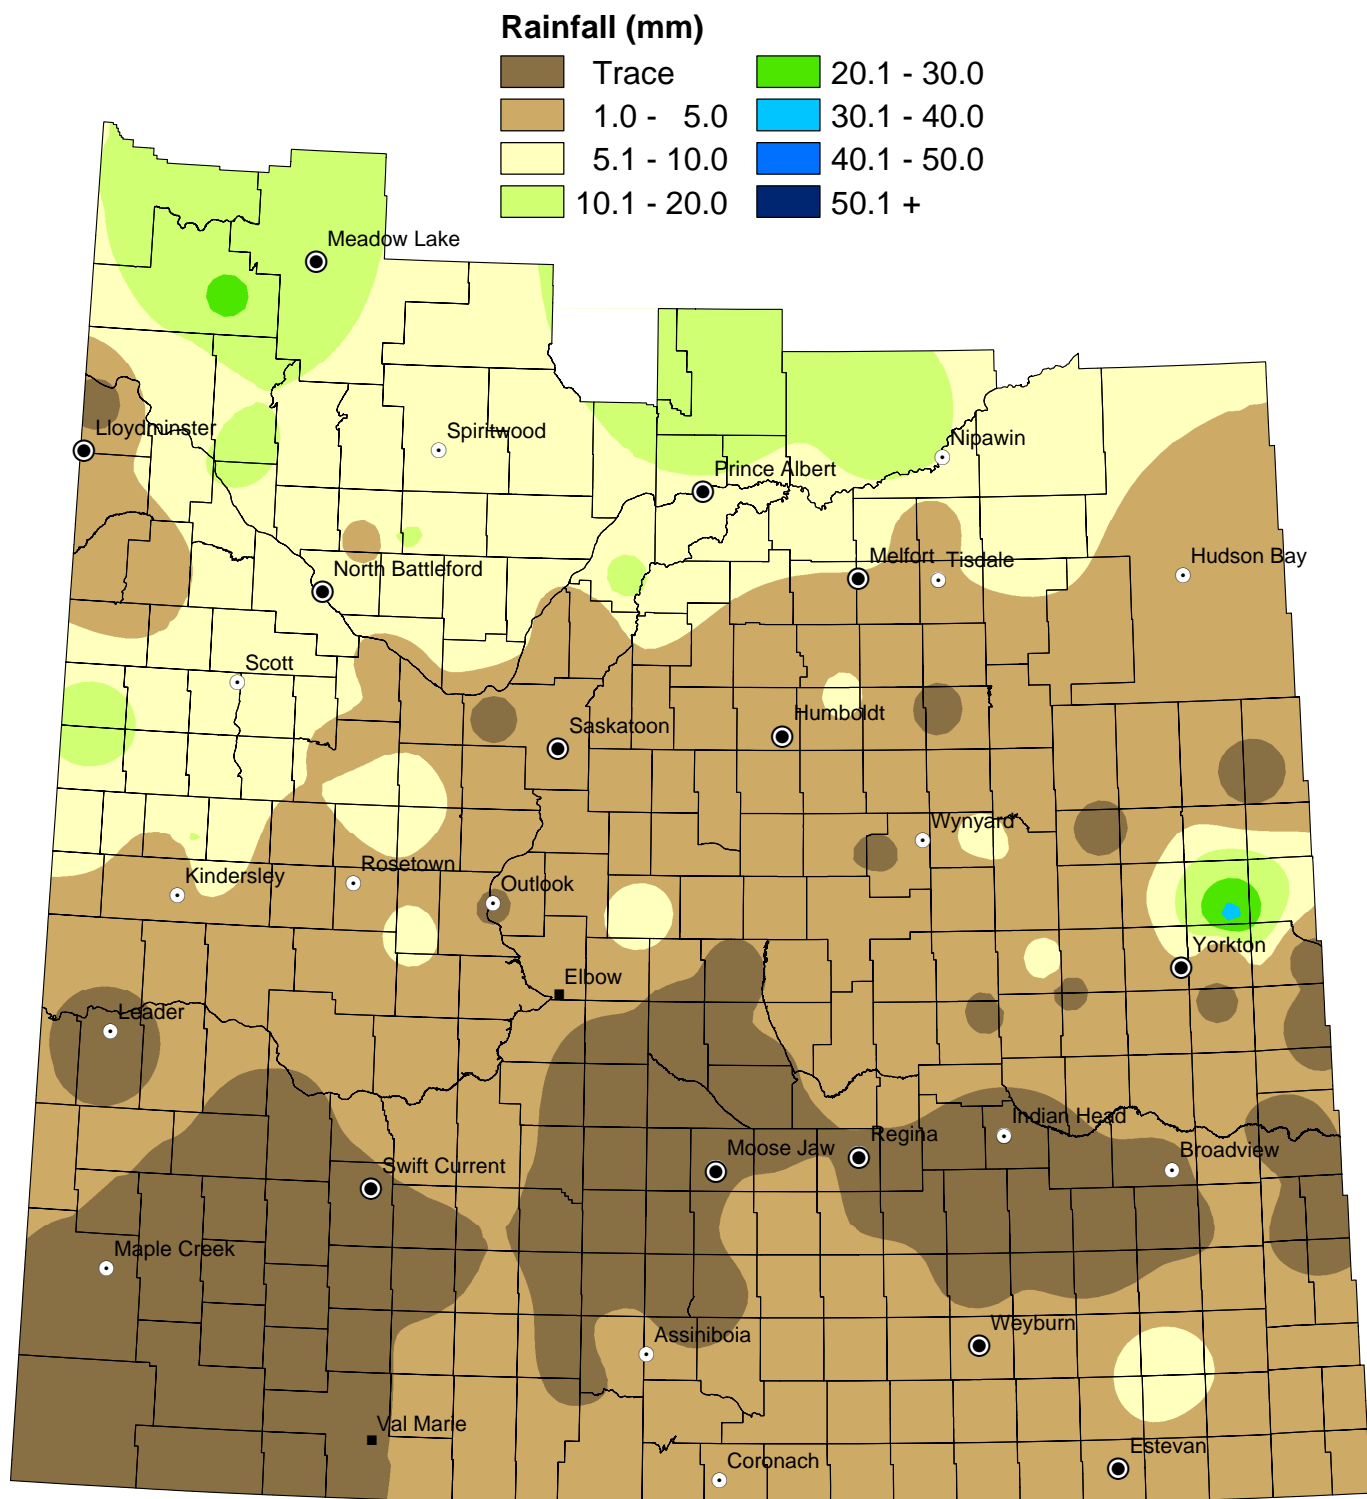 Rainfall (mm)
Trace
20.1 - 30.0
1.0 - 5.0
30.1 - 40.0
5.1 - 10.0
40.1 - 50.0
10.1 - 20.0
50.1 +
Meadow Lake
Lloydminster
Spiritwood
Nipawin
Prince Albert
North Battleford
Melfort
Tisdale
Hudson Bay
Scott
Saskatoon
Humboldt
Wynyard
Kindersley
Rosetown
Outlook
Yorkton
Elbow
Leader
Indian Head
Regina
Moose Jaw
Broadview
Swift Current
Maple Creek
Assiniboia
Weyburn
Val Marie
Estevan
Coronach